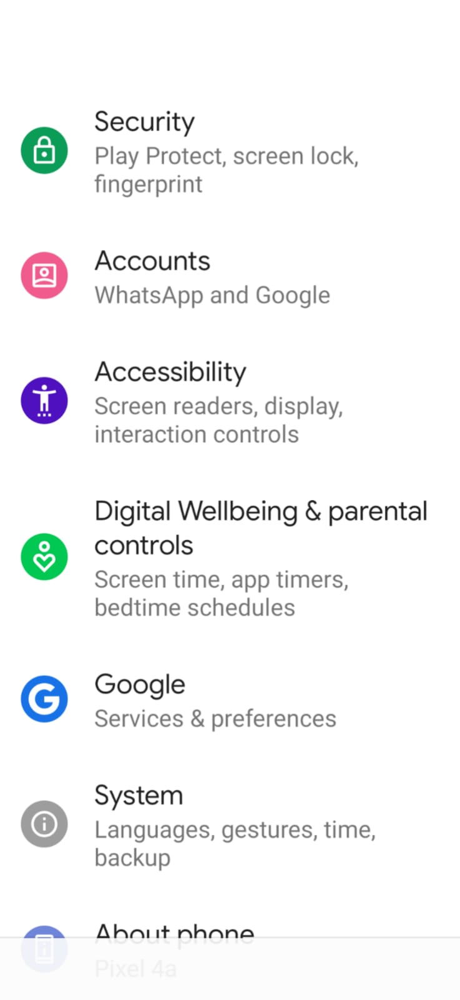 Security
Play Protect, screen lock,
fingerprint
Accounts
WhatsApp and Google
Accessibility
Screen readers, display,
interaction controls
Digital Wellbeing & parental
controls
Screen time, app timers,
bedtime schedules
Google
Services & preferences
System
Languages, gestures, time,
backup
About phone
Pixel 4a